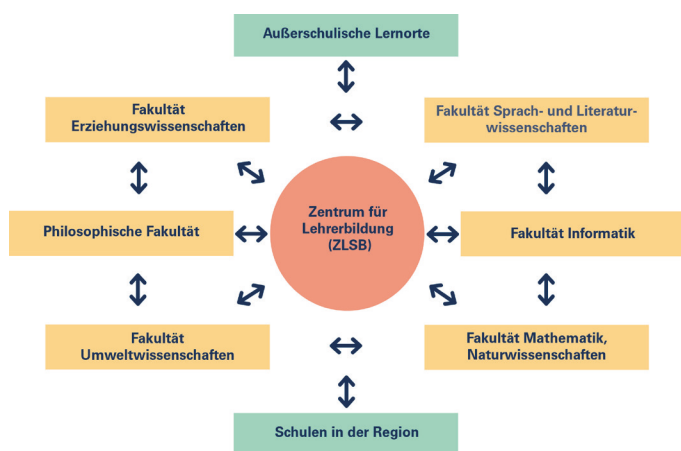 Außerschulische Lernorte
Fakultät
Erziehungswissenschaften
Fakultät Sprach- und Literatur-
wissenschaften
Zentrum für
Lehrerbildung
(ZLSB)
Philosophische Fakultät
Fakultät Informatik
Fakultät
Umweltwissenschaften
Fakultät Mathematik,
Naturwissenschaften
Schulen in der Region